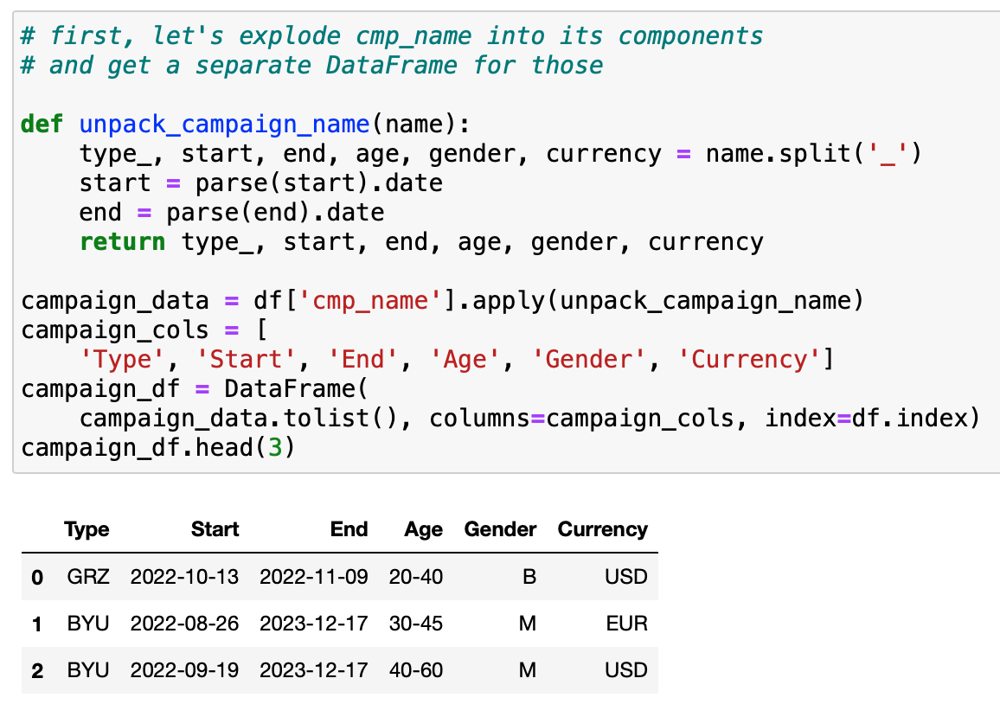 # first, let's explode cmp_name into its components
# and get a separate DataFrame for those
def unpack_campaign_name(name):
    type_, start, end, age, gender, currency = name.split('_')
    start = parse(start).date
    end = parse(end).date
    return type_, start, end, age, gender, currency
campaign_data = df['cmp_name'].apply(unpack_campaign_name)
campaign_cols = [
    'Type', 'Start', 'End', 'Age', 'Gender', 'Currency']
campaign_df = DataFrame(
    campaign_data.tolist(), columns=campaign_cols, index=df.index)
campaign_df.head(3)
Type Start End Age Gender Currency
0 GRZ 2022-10-13 2022-11-09 20-40 B USD
1 BYU 2022-08-26 2023-12-17 30-45 M EUR
2 BYU 2022-09-19 2023-12-17 40-60 M USD